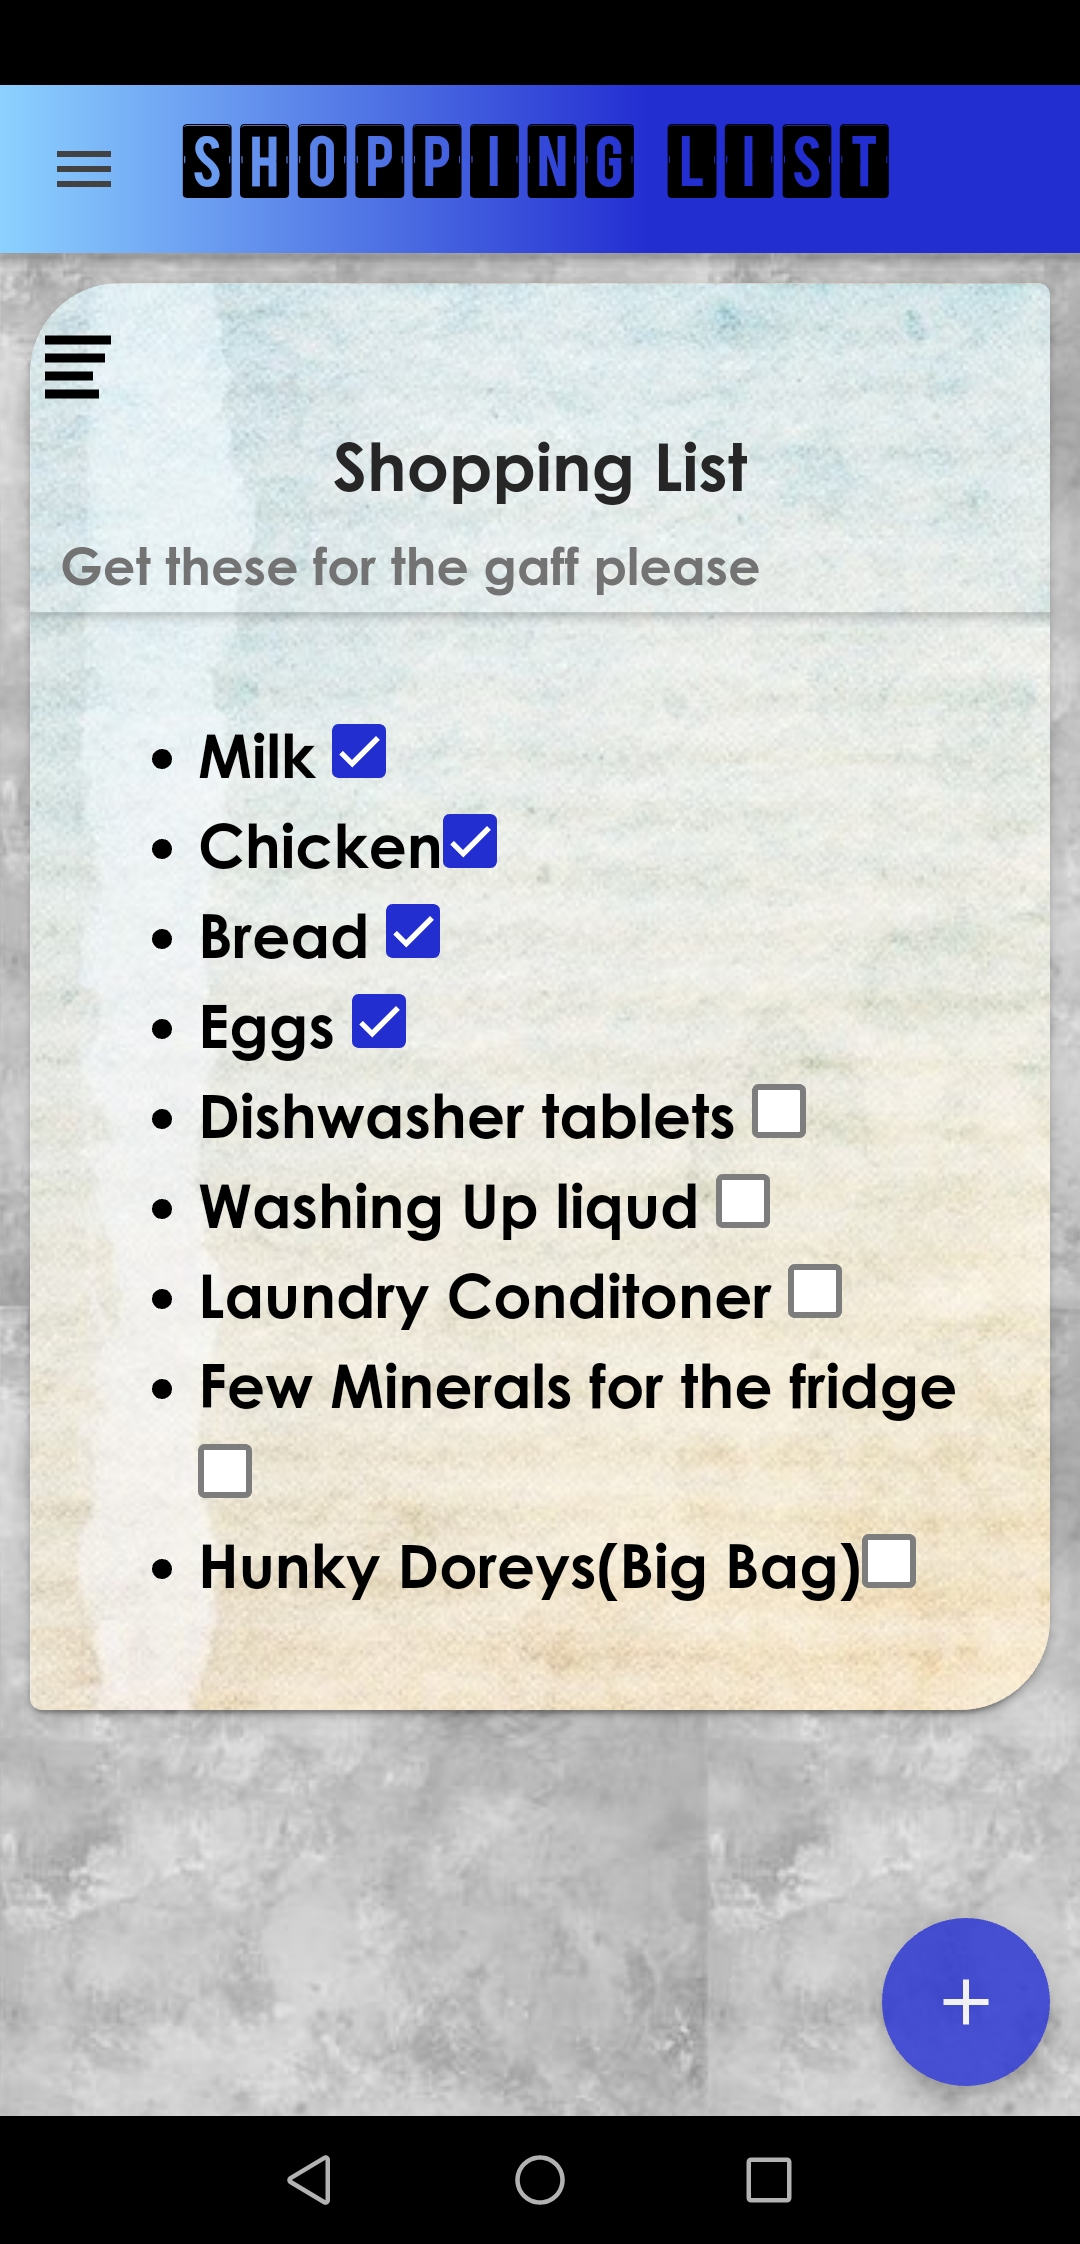 SHOPPING LIST
Shopping List
Get these for the gaff please
Milk
Chicken
Bread
Eggs
Dishwasher tablets
Washing Up liqud
Laundry Conditoner
Few Minerals for the fridge
Hunky Doreys(Big Bag)